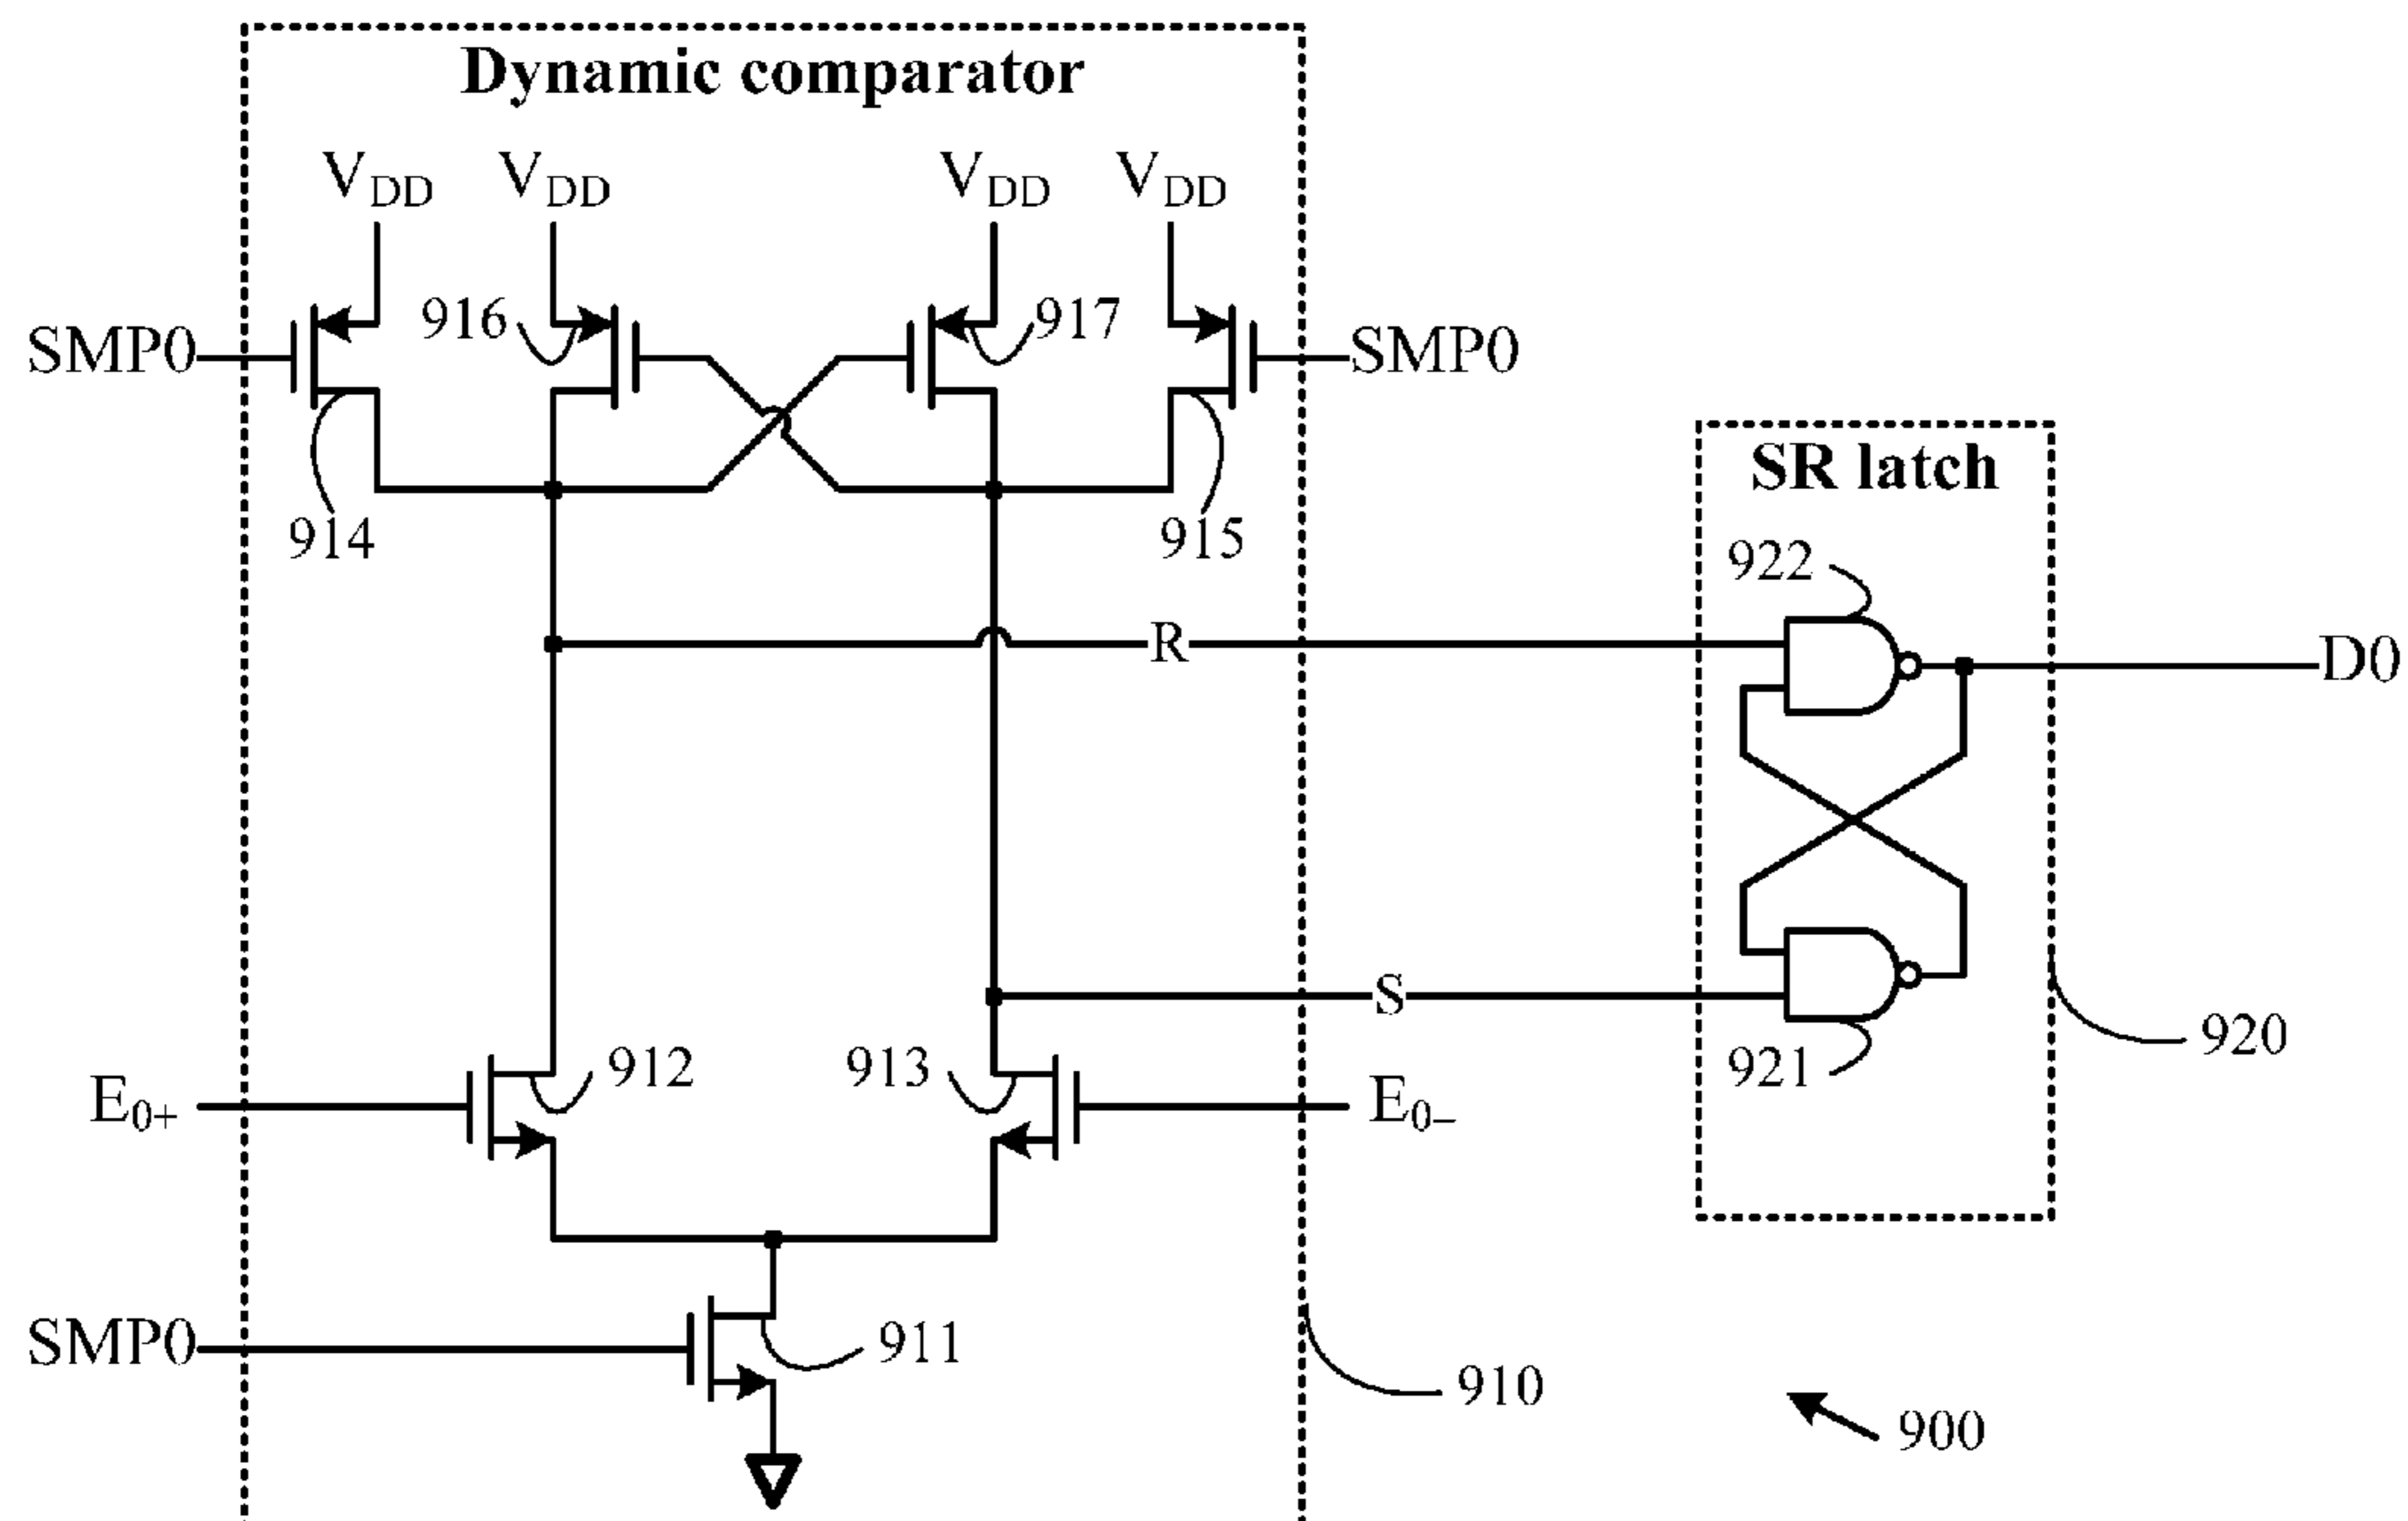 Dynamic comparator
VDD VDD VDD VDD
SMP0 916 917 SMP0
914 915
SR latch
922
R
D0
S
912 913 921 920
E0+ E0−
SMP0 911
910
900